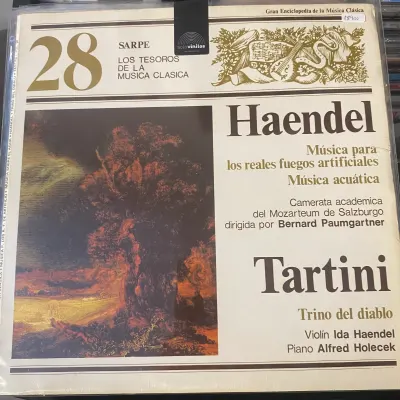 Gran Enciclopedia de la Música Clásica
28
SARPE
LOS TESOROS
DE LA
MUSICA CLASICA
Haendel
Música para
los reales fuegos artificiales
Música acuática
Camerata academica
del Mozarteum de Salzburgo
dirigida por Bernard Paumgartner
Tartini
Trino del diablo
Violín Ida Haendel
Piano Alfred Holecek